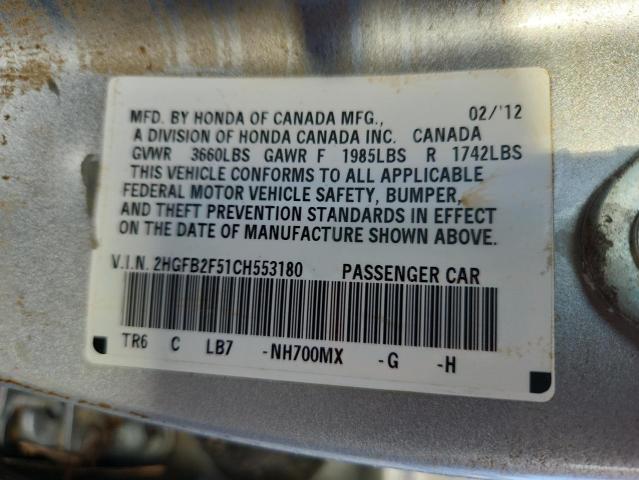 MFD. BY HONDA OF CANADA MFG., 02/'12
A DIVISION OF HONDA CANADA INC. CANADA
GVWR 3660LBS GAWR F 1985LBS R 1742LBS
THIS VEHICLE CONFORMS TO ALL APPLICABLE
FEDERAL MOTOR VEHICLE SAFETY, BUMPER,
AND THEFT PREVENTION STANDARDS IN EFFECT
ON THE DATE OF MANUFACTURE SHOWN ABOVE.
V.I.N. 2HGFB2F51CH553180 PASSENGER CAR
TR6 C LB7 -NH700MX -G -H